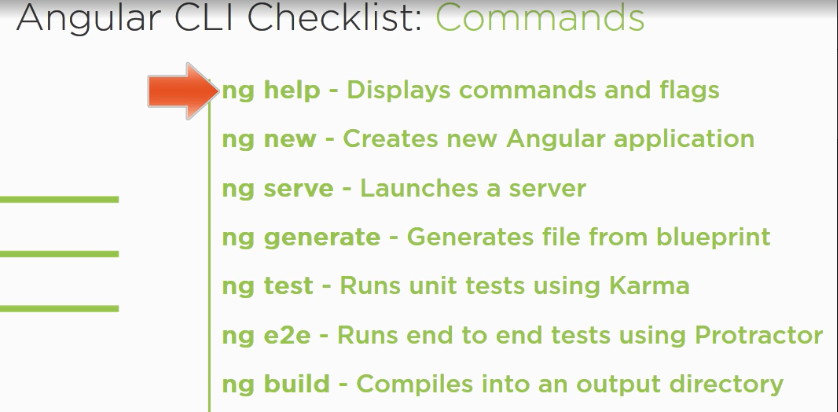 Angular CLI Checklist: Commands
ng help - Displays commands and flags
ng new - Creates new Angular application
ng serve - Launches a server
ng generate - Generates file from blueprint
ng test - Runs unit tests using Karma
ng e2e - Runs end to end tests using Protractor
ng build - Compiles into an output directory